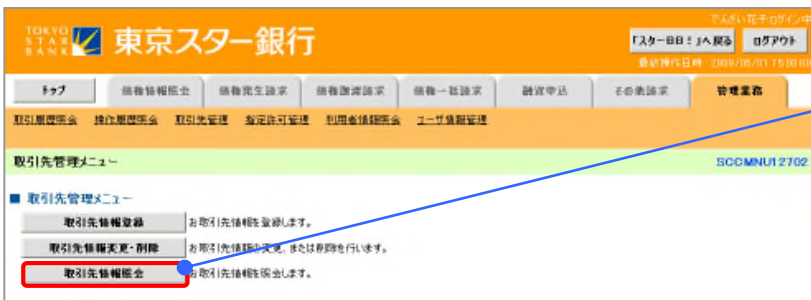 でんさい花子ログイン中
TOKYO STAR BANK 東京スター銀行
「スターBB!」へ戻る ログアウト
最終操作日時 2009/05/01 15:00:00
トップ 債権情報照会 債権発生請求 債権譲渡請求 債権一括請求 融資申込 その他請求 管理業務
取引履歴照会 操作履歴照会 取引先管理 指定許可管理 利用者情報照会 ユーザ情報管理
取引先管理メニュー SCCMNU12702
■ 取引先管理メニュー
取引先情報登録 お取引先情報を登録します。
取引先情報変更・削除 お取引先情報を変更、または削除を行います。
取引先情報照会 お取引先情報を照会します。